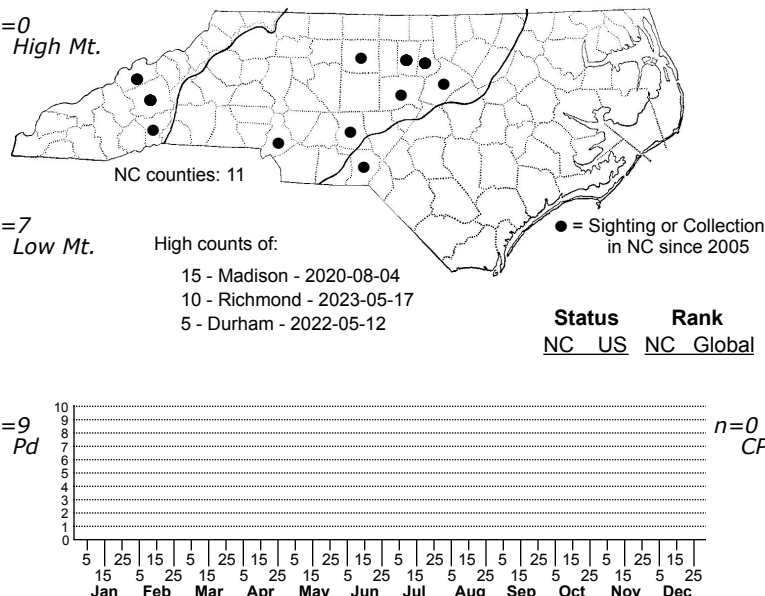 =0
High Mt.
NC counties: 11
=7
Low Mt.
High counts of:
15 - Madison - 2020-08-04
10 - Richmond - 2023-05-17
5 - Durham - 2022-05-12
● = Sighting or Collection
in NC since 2005
Status Rank
NC US NC Global
=9
Pd
n=0
CP
10
9
8
7
6
5
4
3
2
1
0
5 25 15 5 25 15 5 25 15 5 25 15 5 25 15 5 25 15
15 5 25 15 5 25 15 5 25 15 5 25 15 5 25 15 5 25
Jan Feb Mar Apr May Jun Jul Aug Sep Oct Nov Dec